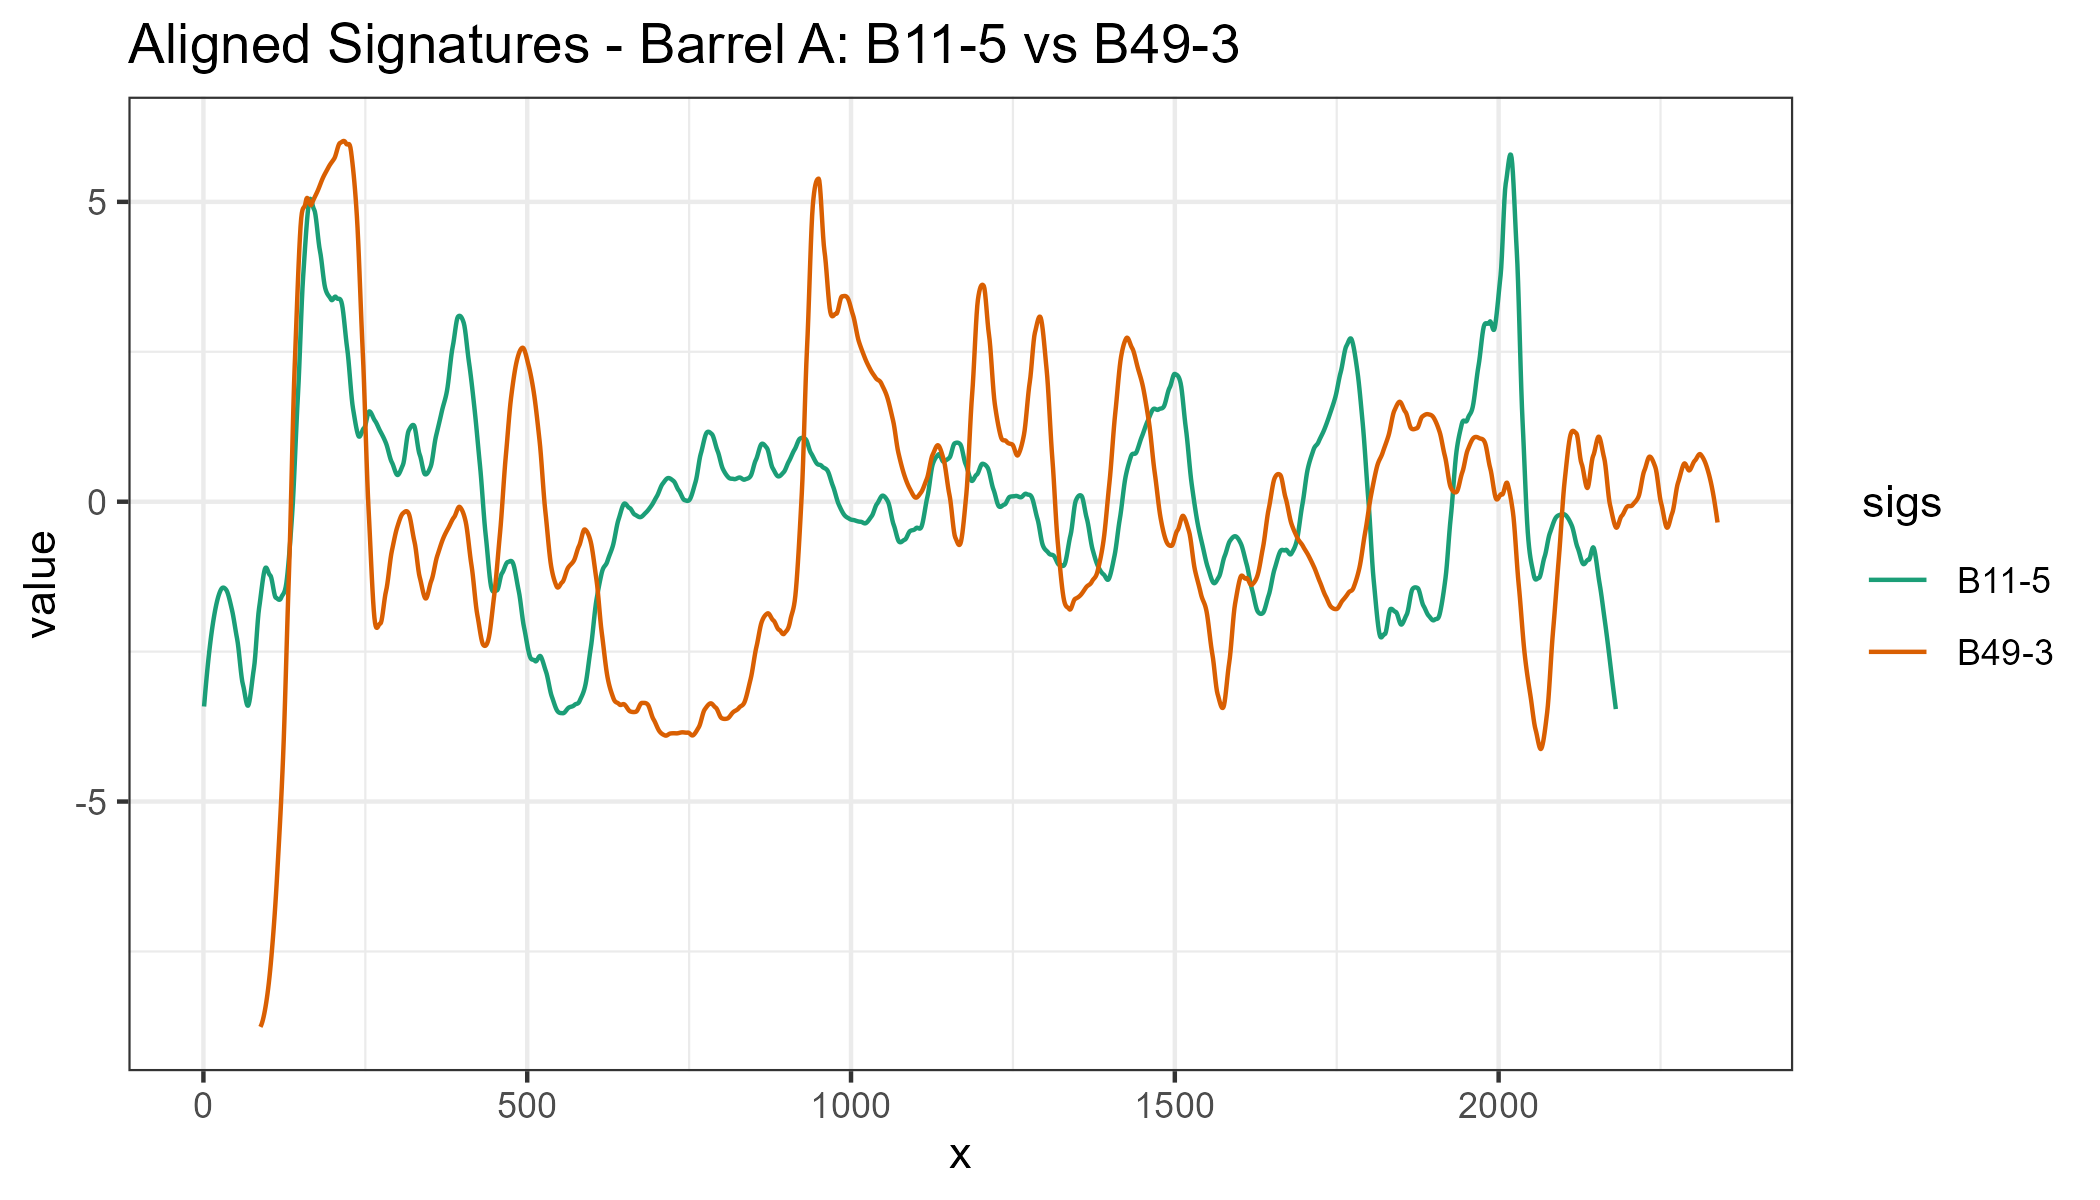 Aligned Signatures - Barrel A: B11-5 vs B49-3
value
5
0
-5
0
500
1000
1500
2000
x
sigs
B11-5
B49-3